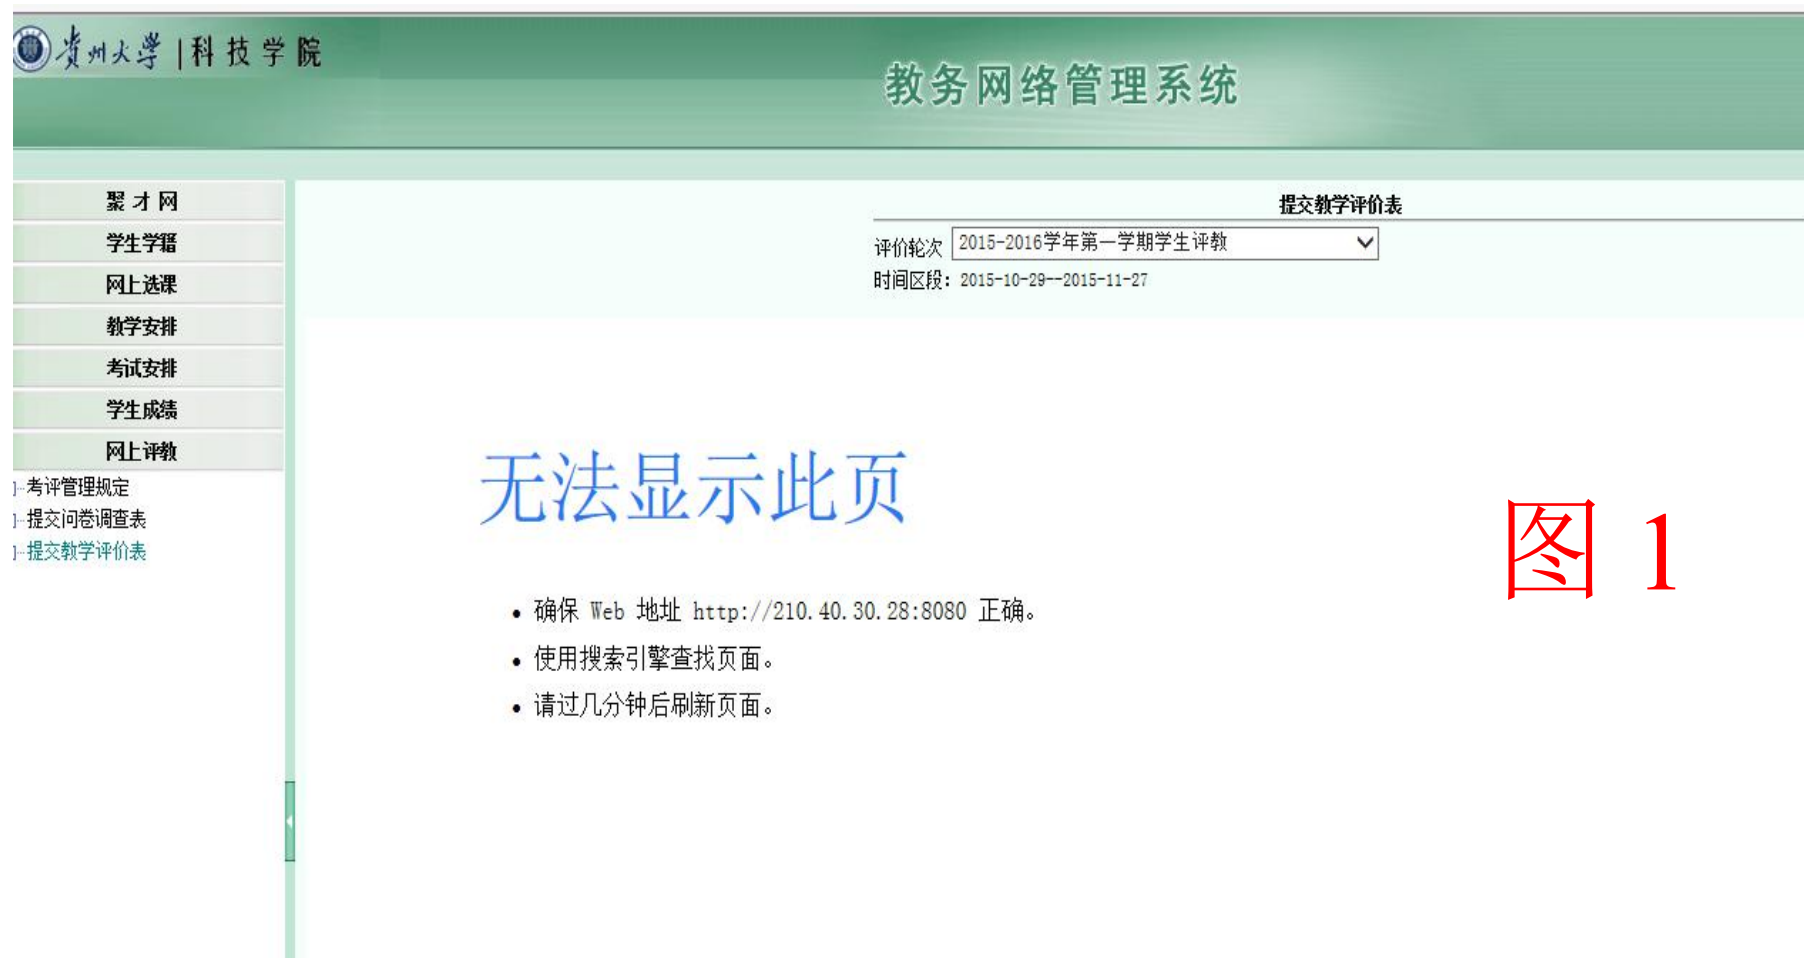 贵州大学|科技学院
教务网络管理系统
聚才网
学生学籍
网上选课
教学安排
考试安排
学生成绩
网上评教
考评管理规定
提交问卷调查表
提交教学评价表
提交教学评价表
评价轮次 2015-2016学年第一学期学生评教
时间区段：2015-10-29--2015-11-27
无法显示此页
• 确保 Web 地址 http://210.40.30.28:8080 正确。
• 使用搜索引擎查找页面。
• 请过几分钟后刷新页面。
图 1